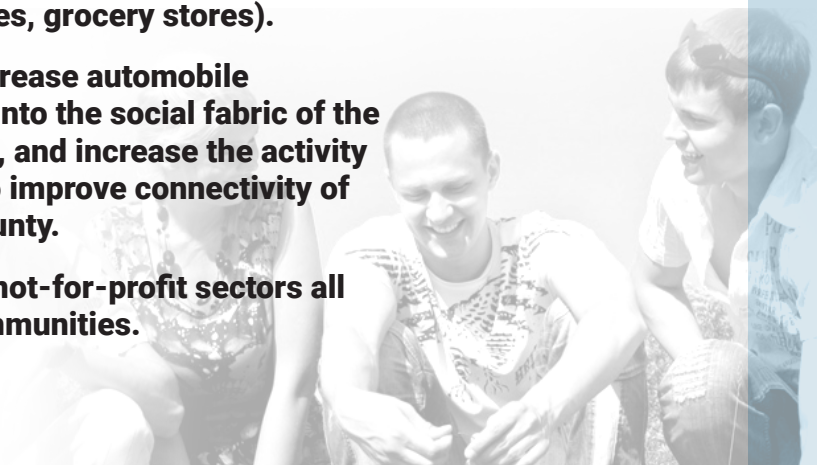 es, grocery stores).
rease automobile
nto the social fabric of the
, and increase the activity
improve connectivity of
unty.
not-for-profit sectors all
mmunities.